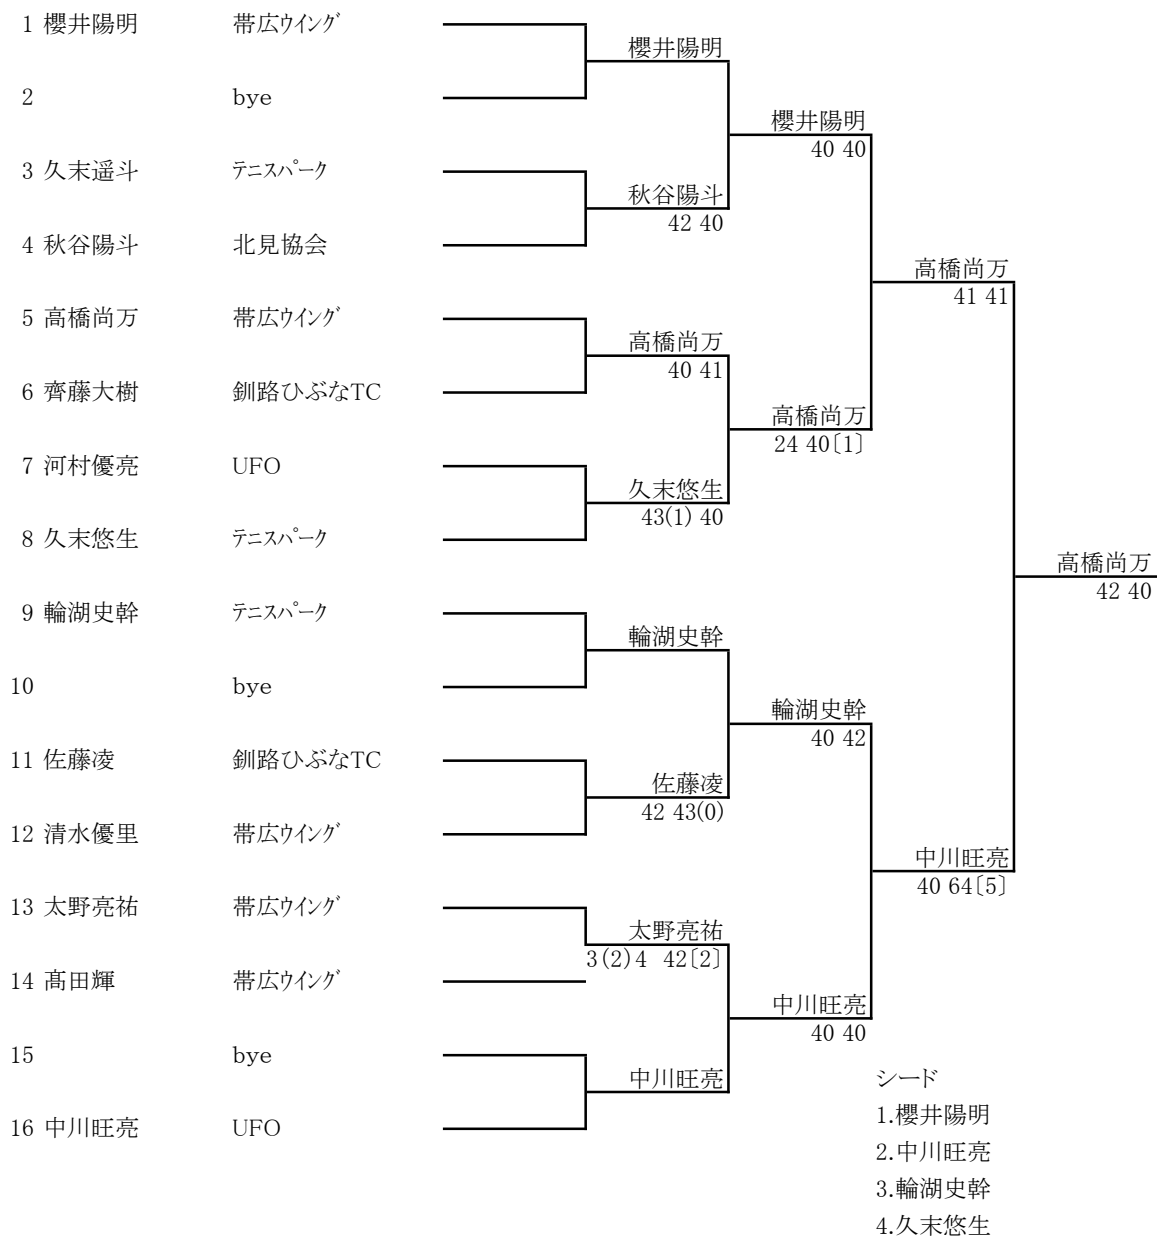 1 櫻井陽明 帯広ウイング
櫻井陽明
2 bye
櫻井陽明
40 40
3 久末遥斗 テニスパーク
秋谷陽斗
42 40
4 秋谷陽斗 北見協会
高橋尚万
41 41
5 高橋尚万 帯広ウイング
高橋尚万
40 41
6 齊藤大樹 釧路ひぶなTC
高橋尚万
24 40〔1〕
7 河村優亮 UFO
久末悠生
43(1) 40
8 久末悠生 テニスパーク
高橋尚万
42 40
9 輪湖史幹 テニスパーク
輪湖史幹
10 bye
輪湖史幹
40 42
11 佐藤凌 釧路ひぶなTC
佐藤凌
42 43(0)
12 清水優里 帯広ウイング
中川旺亮
40 64〔5〕
13 太野亮祐 帯広ウイング
太野亮祐
3(2)4 42〔2〕
14 髙田輝 帯広ウイング
中川旺亮
40 40
15 bye
中川旺亮
16 中川旺亮 UFO
シード
1.櫻井陽明
2.中川旺亮
3.輪湖史幹
4.久末悠生